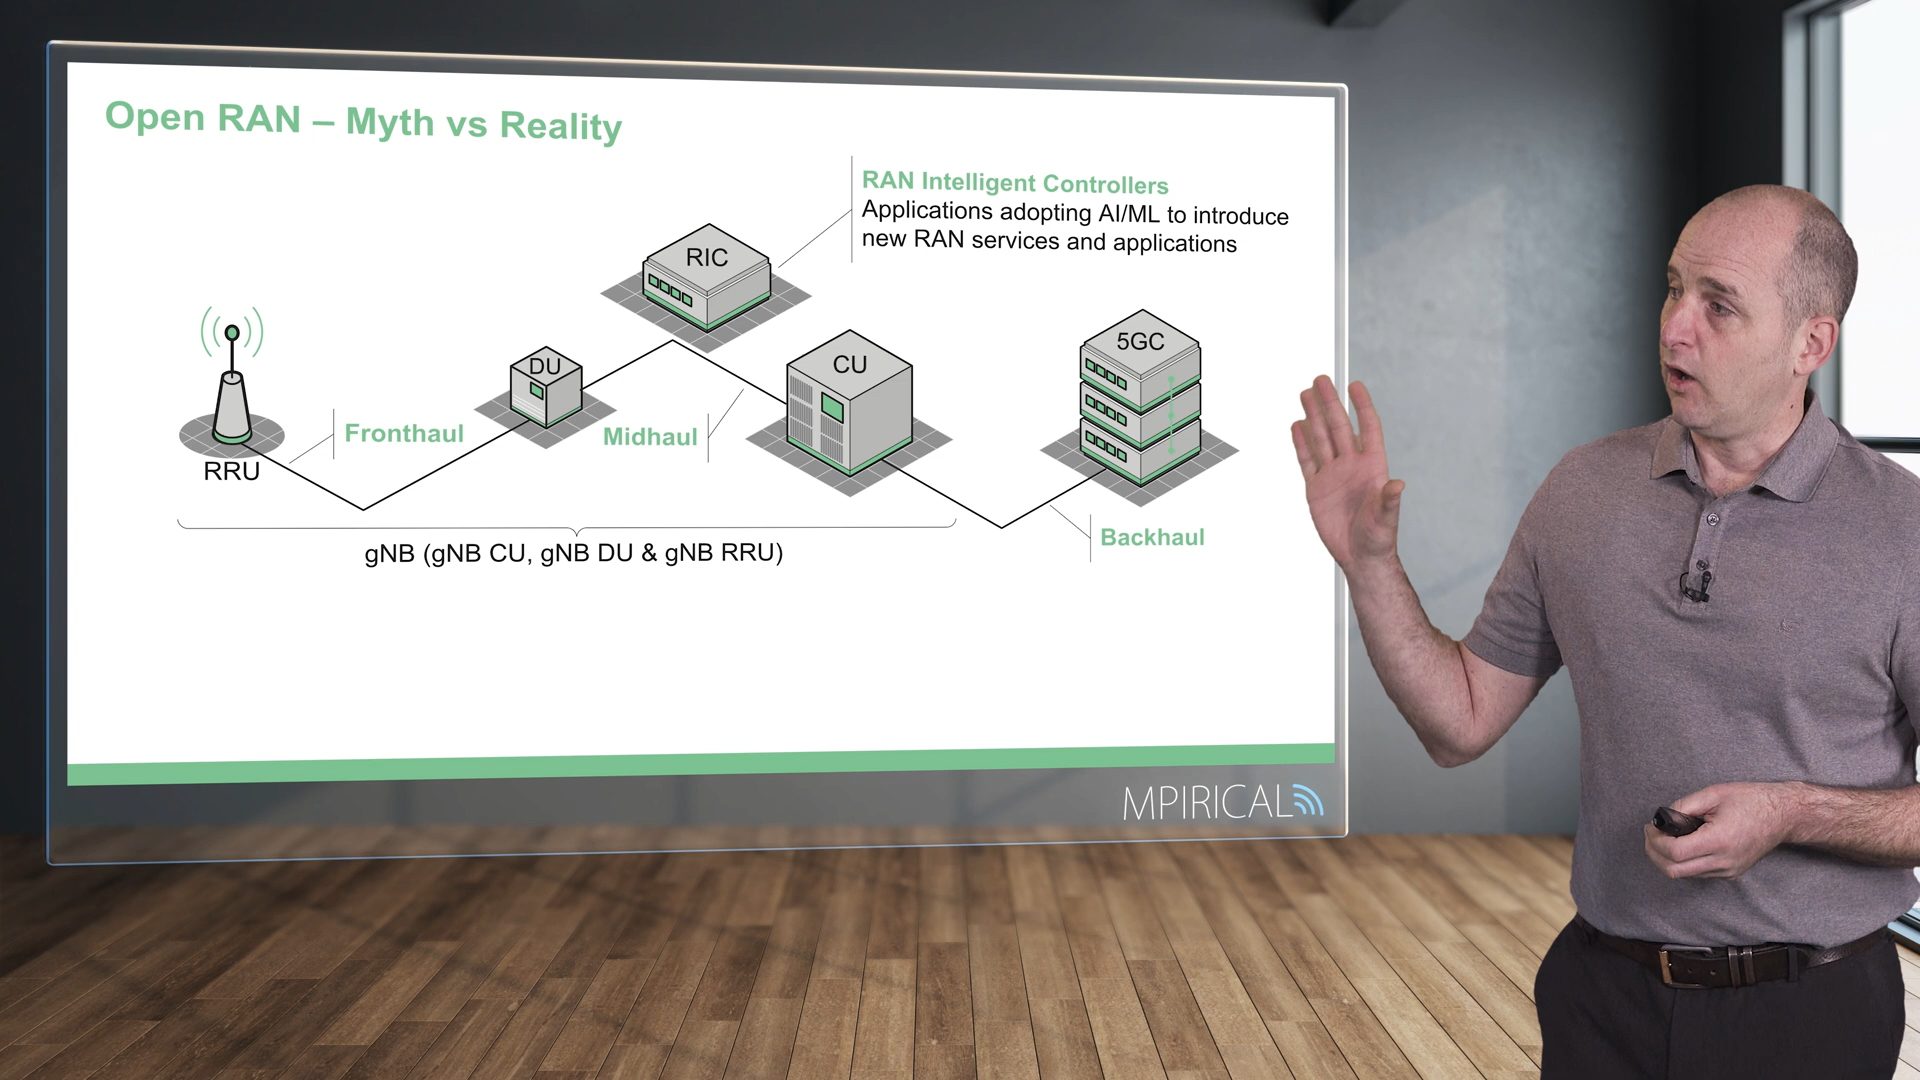 Open RAN – Myth vs Reality
RAN Intelligent Controllers
Applications adopting AI/ML to introduce
new RAN services and applications
RIC
DU
CU
5GC
Fronthaul
Midhaul
RRU
Backhaul
gNB (gNB CU, gNB DU & gNB RRU)
MPIRICAL